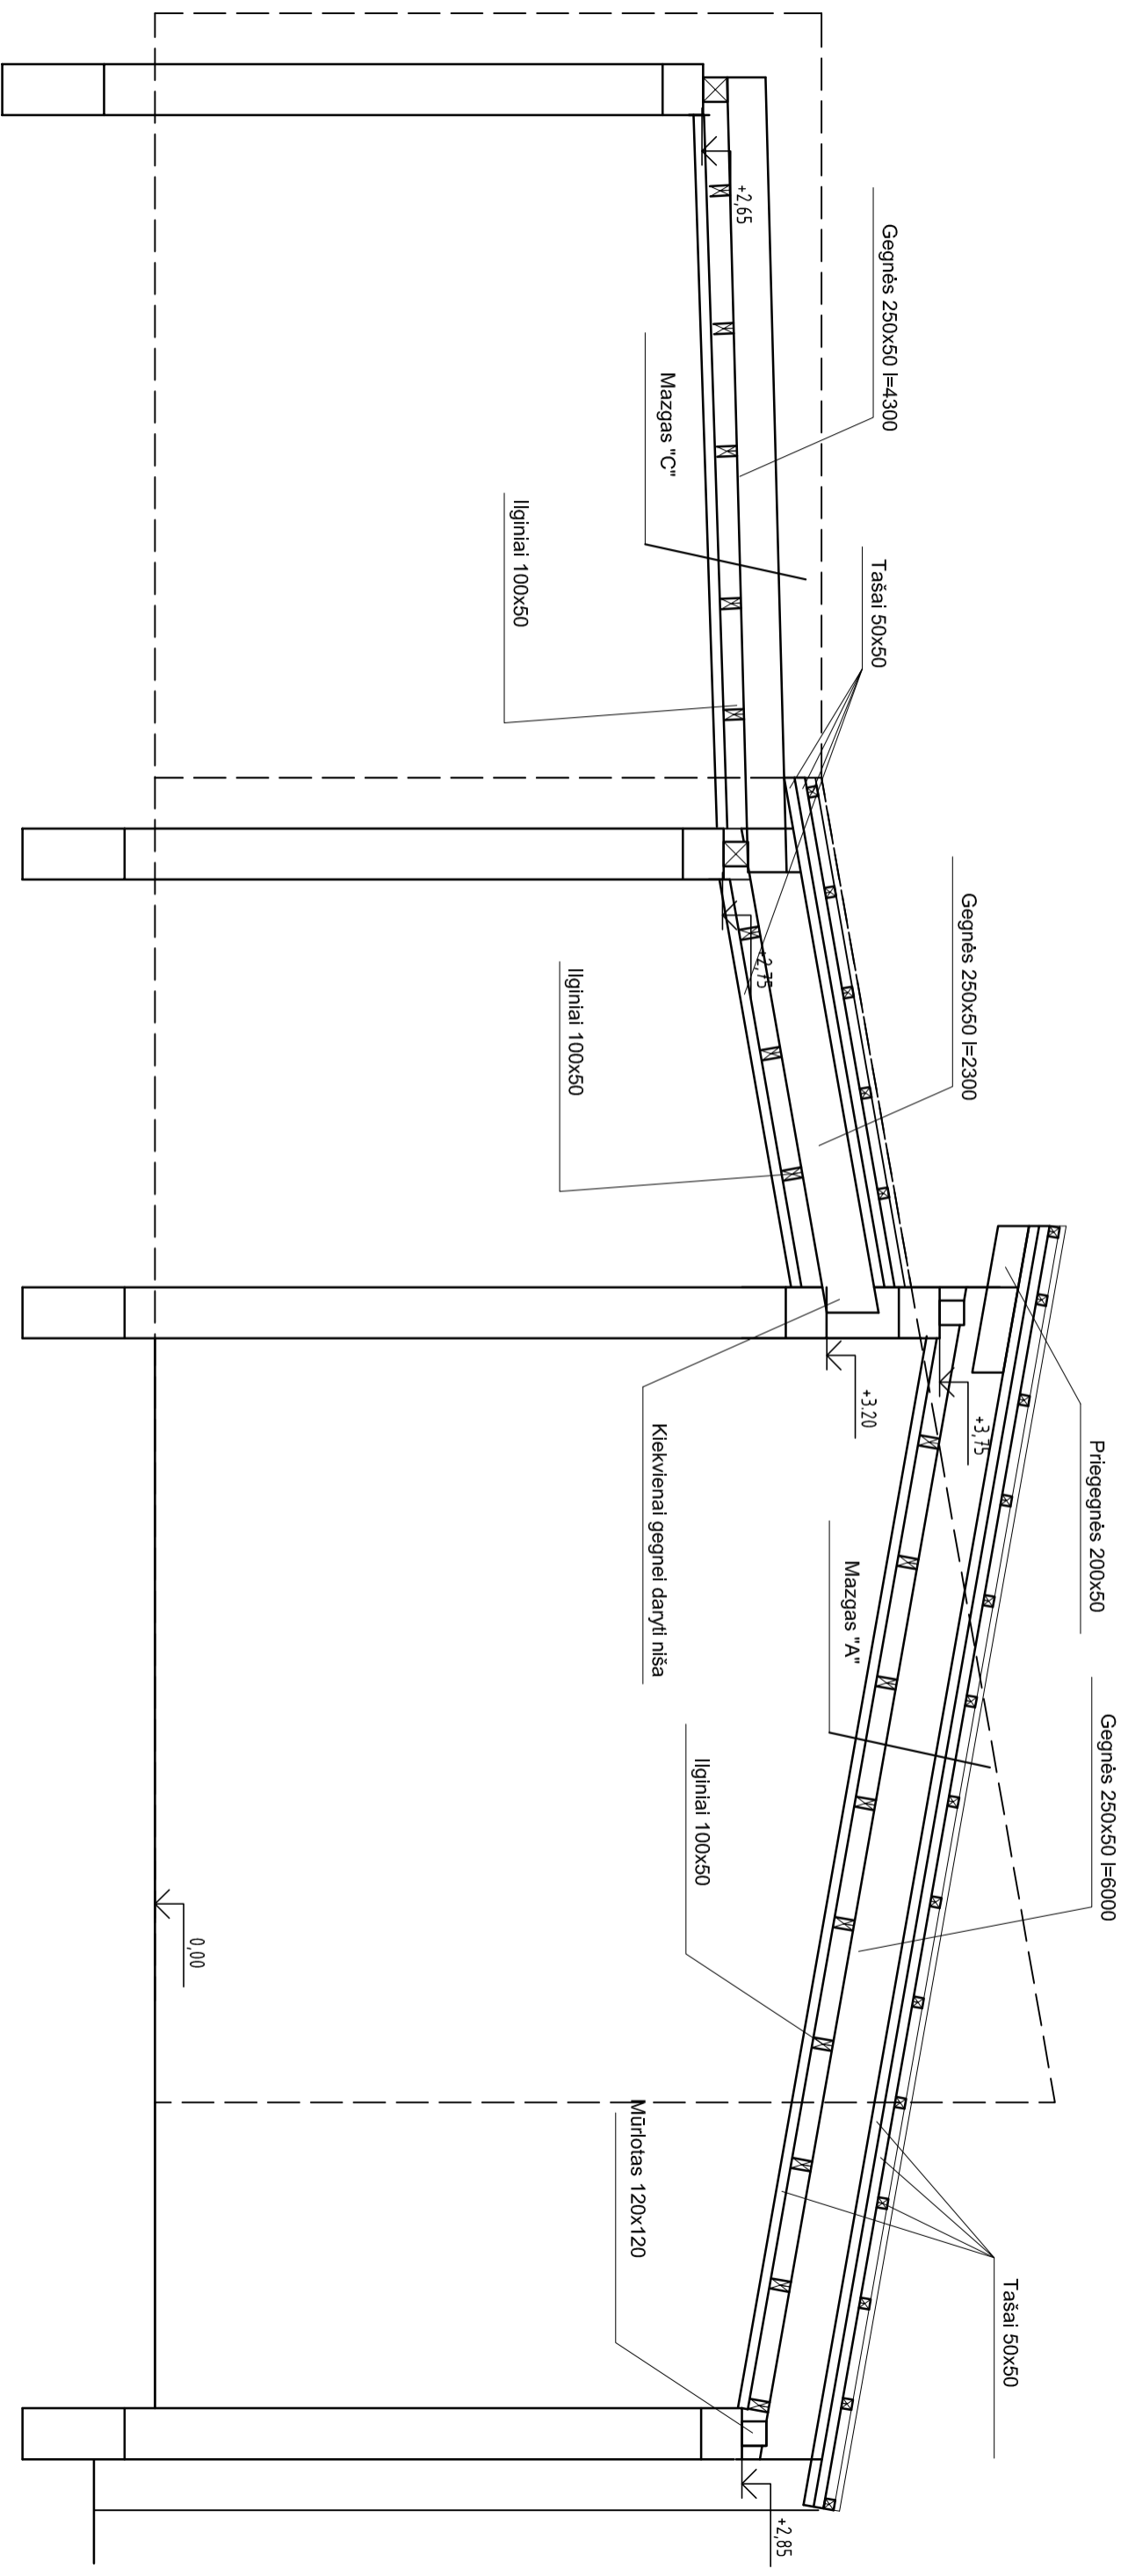 +2,65
Gegnės 250x50 l=4300
Mazgas "C"
Ilginiai 100x50
Tašai 50x50
+2,75
Gegnės 250x50 l=2300
Ilginiai 100x50
+3.20
+3,75
Kiekvienai gegnei daryti niša
Priegegnės 200x50
Mazgas "A"
Gegnės 250x50 l=6000
Ilginiai 100x50
0,00
Mūrlotas 120x120
Tašai 50x50
+2,85